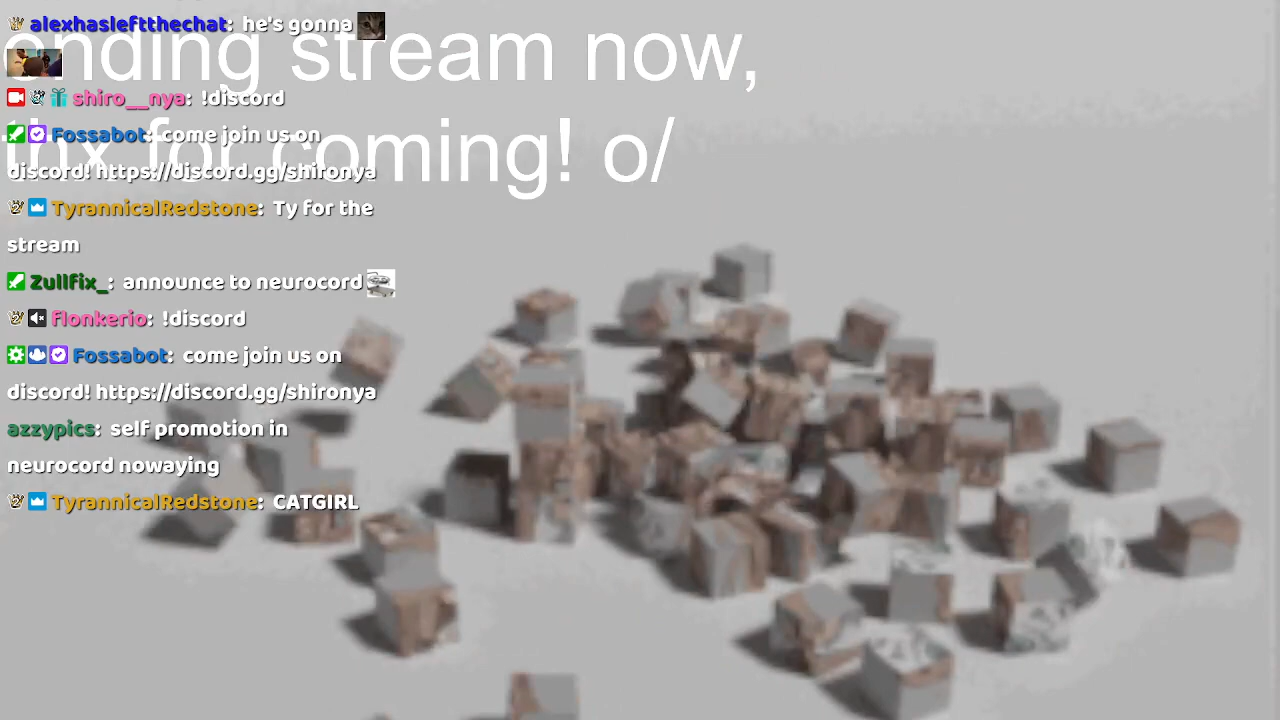 alexhasleftthechat: he's gonna
ending stream now,
shiro__nya: !discord
Fossabot: come join us on
thx for coming! o/
discord! https://discord.gg/shironya
TyrannicalRedstone: Ty for the
stream
Zullfix_: announce to neurocord
flonkerio: !discord
Fossabot: come join us on
discord! https://discord.gg/shironya
azzypics: self promotion in
neurocord nowaying
TyrannicalRedstone: CATGIRL